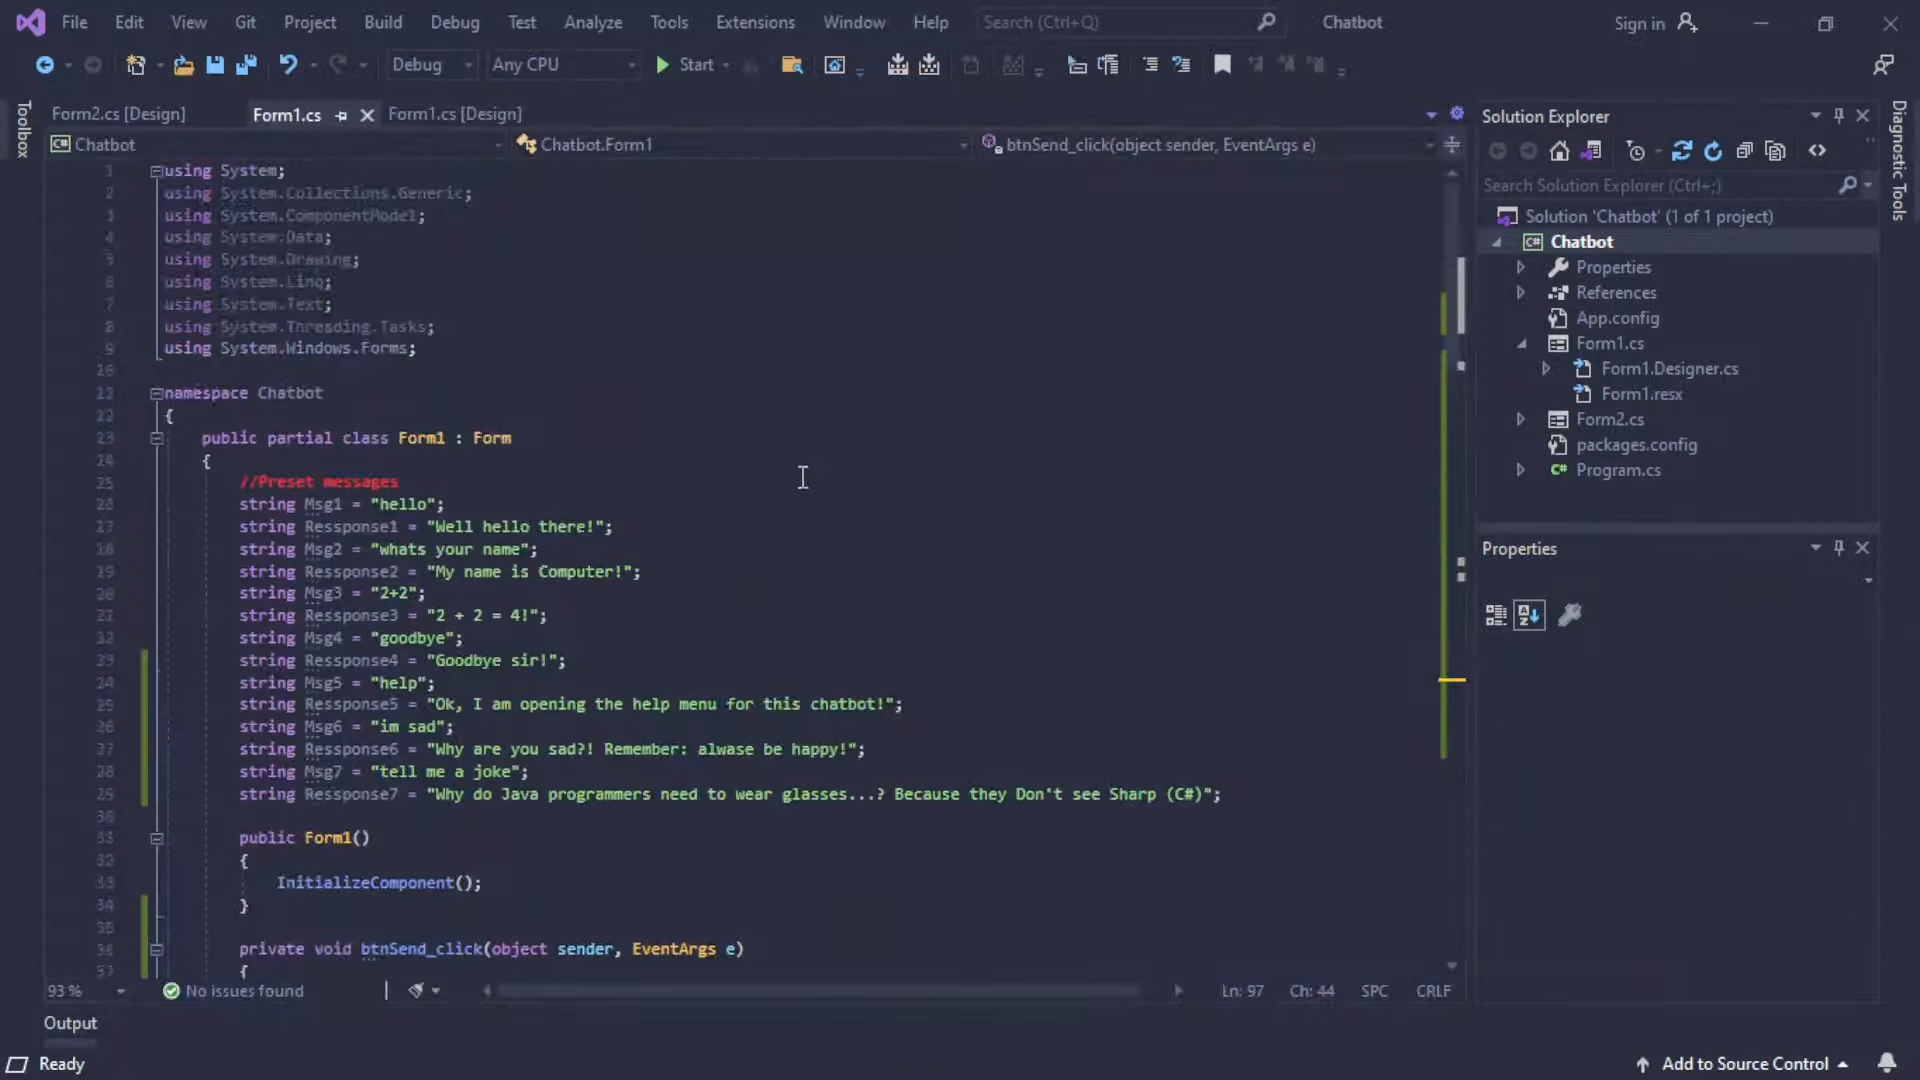 File Edit View Git Project Build Debug Test Analyze Tools Extensions Window Help Search (Ctrl+Q) Chatbot Sign in
Debug Any CPU Start
Toolbox
Form2.cs [Design] Form1.cs Form1.cs [Design]
Chatbot Chatbot.Form1 btnSend_click(object sender, EventArgs e)
using System;
using System.Collections.Generic;
using System.ComponentModel;
using System.Data;
using System.Drawing;
using System.Linq;
using System.Text;
using System.Threading.Tasks;
using System.Windows.Forms;
namespace Chatbot
{
public partial class Form1 : Form
{
//Preset messages
string Msg1 = "hello";
string Ressponse1 = "Well hello there!";
string Msg2 = "whats your name";
string Ressponse2 = "My name is Computer!";
string Msg3 = "2+2";
string Ressponse3 = "2 + 2 = 4!";
string Msg4 = "goodbye";
string Ressponse4 = "Goodbye sir!";
string Msg5 = "help";
string Ressponse5 = "Ok, I am opening the help menu for this chatbot!";
string Msg6 = "im sad";
string Ressponse6 = "Why are you sad?! Remember: alwase be happy!";
string Msg7 = "tell me a joke";
string Ressponse7 = "Why do Java programmers need to wear glasses...? Because they Don't see Sharp (C#)";
public Form1()
{
InitializeComponent();
}
private void btnSend_click(object sender, EventArgs e)
{
93 % No issues found Ln: 97 Ch: 44 SPC CRLF
Output
Ready Add to Source Control
Solution Explorer
Search Solution Explorer (Ctrl+;)
Solution 'Chatbot' (1 of 1 project)
C# Chatbot
Properties
References
App.config
Form1.cs
Form1.Designer.cs
Form1.resx
Form2.cs
packages.config
C# Program.cs
Properties
Diagnostic Tools